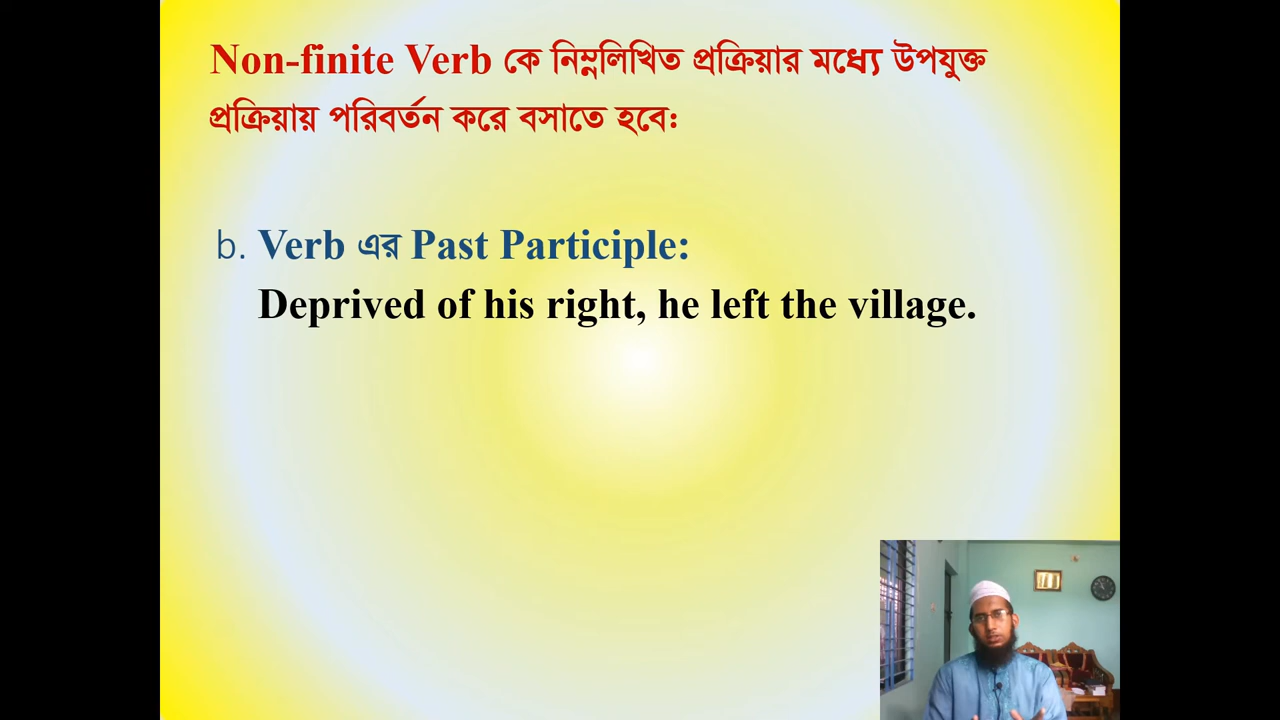 Non-finite Verb কে নিম্নলিখিত প্রক্রিয়ার মধ্যে উপযুক্ত
প্রক্রিয়ায় পরিবর্তন করে বসাতে হবে:
b. Verb এর Past Participle:
Deprived of his right, he left the village.